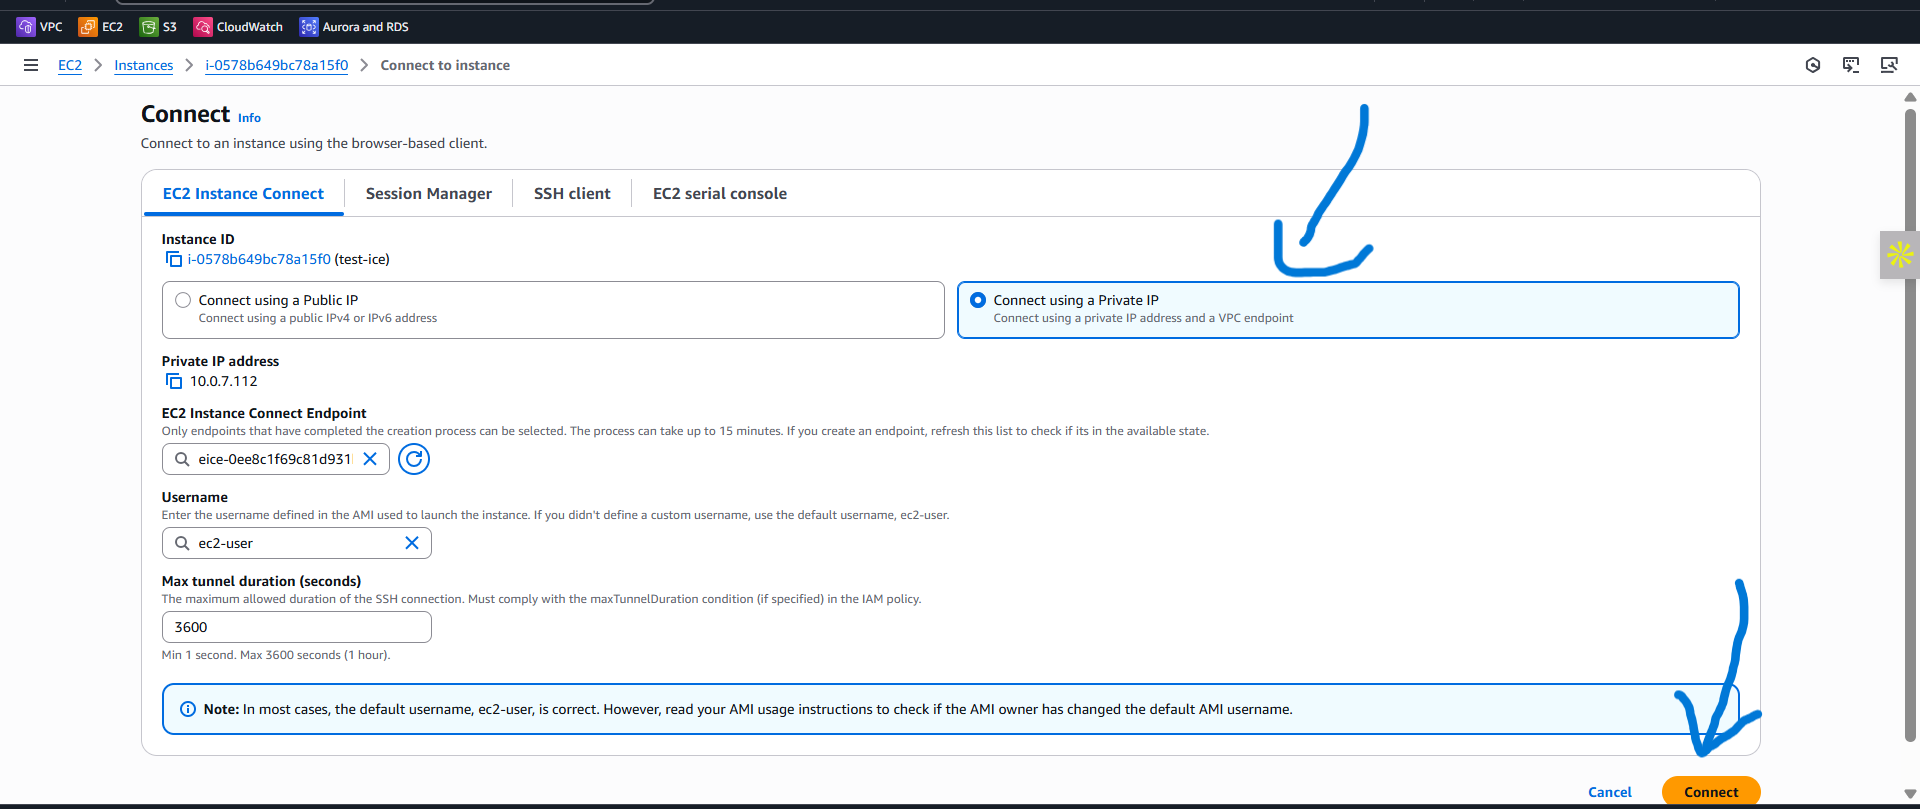 VPC EC2 S3 CloudWatch Aurora and RDS
EC2 Instances i-0578b649bc78a15f0 Connect to instance
Connect Info
Connect to an instance using the browser-based client.
EC2 Instance Connect Session Manager SSH client EC2 serial console
Instance ID
i-0578b649bc78a15f0 (test-ice)
Connect using a Public IP
Connect using a public IPv4 or IPv6 address
Connect using a Private IP
Connect using a private IP address and a VPC endpoint
Private IP address
10.0.7.112
EC2 Instance Connect Endpoint
Only endpoints that have completed the creation process can be selected. The process can take up to 15 minutes. If you create an endpoint, refresh this list to check if its in the available state.
eice-0ee8c1f69c81d931
Username
Enter the username defined in the AMI used to launch the instance. If you didn't define a custom username, use the default username, ec2-user.
ec2-user
Max tunnel duration (seconds)
The maximum allowed duration of the SSH connection. Must comply with the maxTunnelDuration condition (if specified) in the IAM policy.
3600
Min 1 second. Max 3600 seconds (1 hour).
Note: In most cases, the default username, ec2-user, is correct. However, read your AMI usage instructions to check if the AMI owner has changed the default AMI username.
Cancel Connect